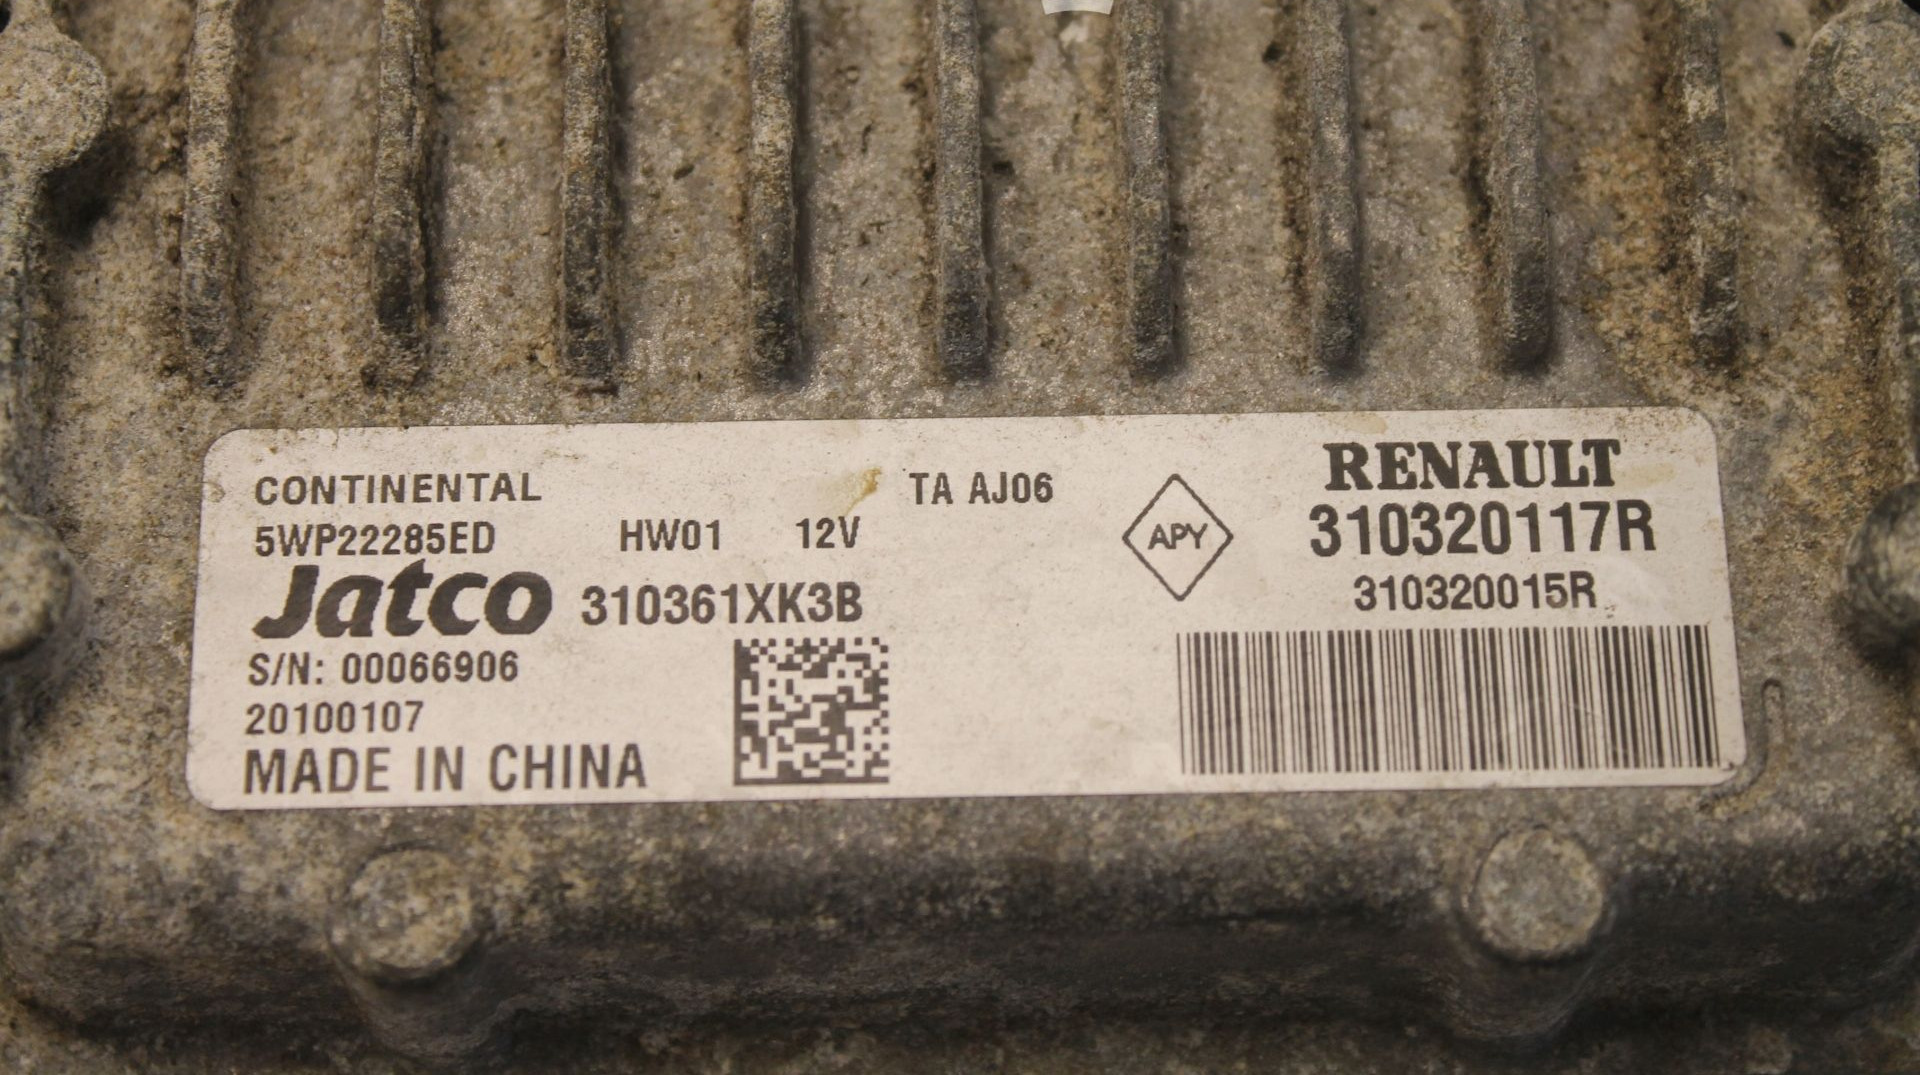 CONTINENTAL
5WP22285ED HW01 12V
TA AJ06
Jatco 310361XK3B
S/N: 00066906
20100107
MADE IN CHINA
APY
RENAULT
310320117R
310320015R